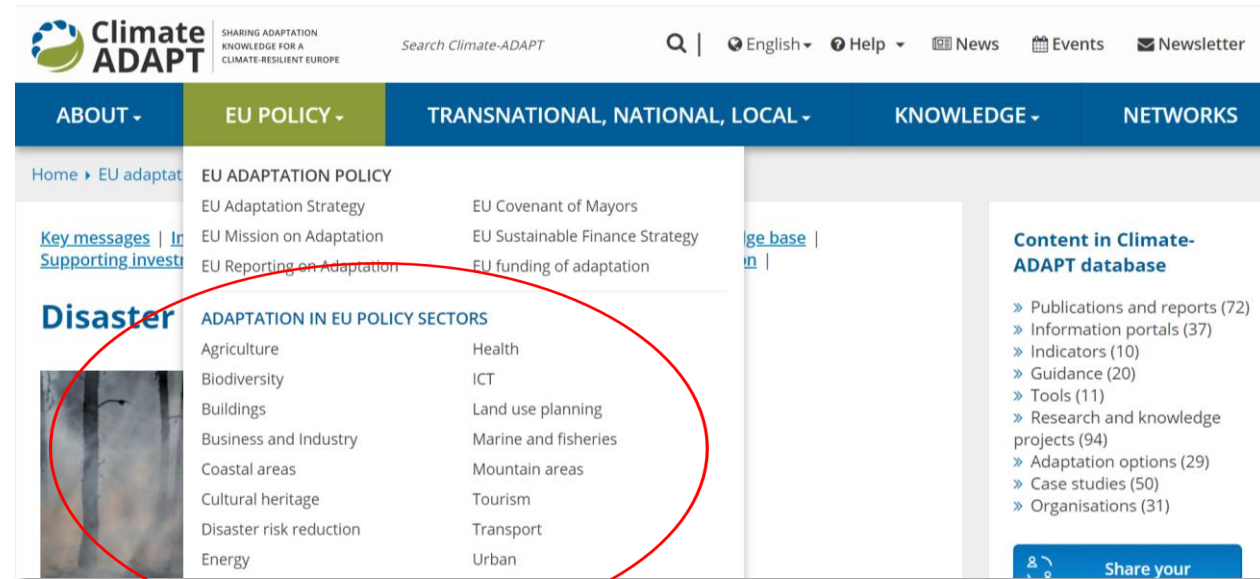 Climate
ADAPT
SHARING ADAPTATION
KNOWLEDGE FOR A
CLIMATE-RESILIENT EUROPE
Search Climate-ADAPT
English
Help
News
Events
Newsletter
ABOUT
EU POLICY
TRANSNATIONAL, NATIONAL, LOCAL
KNOWLEDGE
NETWORKS
Home
EU adaptat
EU ADAPTATION POLICY
EU Adaptation Strategy
EU Covenant of Mayors
EU Mission on Adaptation
EU Sustainable Finance Strategy
EU Reporting on Adaptation
EU funding of adaptation
Key messages | In
ge base |
Supporting investr
on |
Disaster
ADAPTATION IN EU POLICY SECTORS
Agriculture
Health
Biodiversity
ICT
Buildings
Land use planning
Business and Industry
Marine and fisheries
Coastal areas
Mountain areas
Cultural heritage
Tourism
Disaster risk reduction
Transport
Energy
Urban
Content in Climate-
ADAPT database
» Publications and reports (72)
» Information portals (37)
» Indicators (10)
» Guidance (20)
» Tools (11)
» Research and knowledge
projects (94)
» Adaptation options (29)
» Case studies (50)
» Organisations (31)
Share your